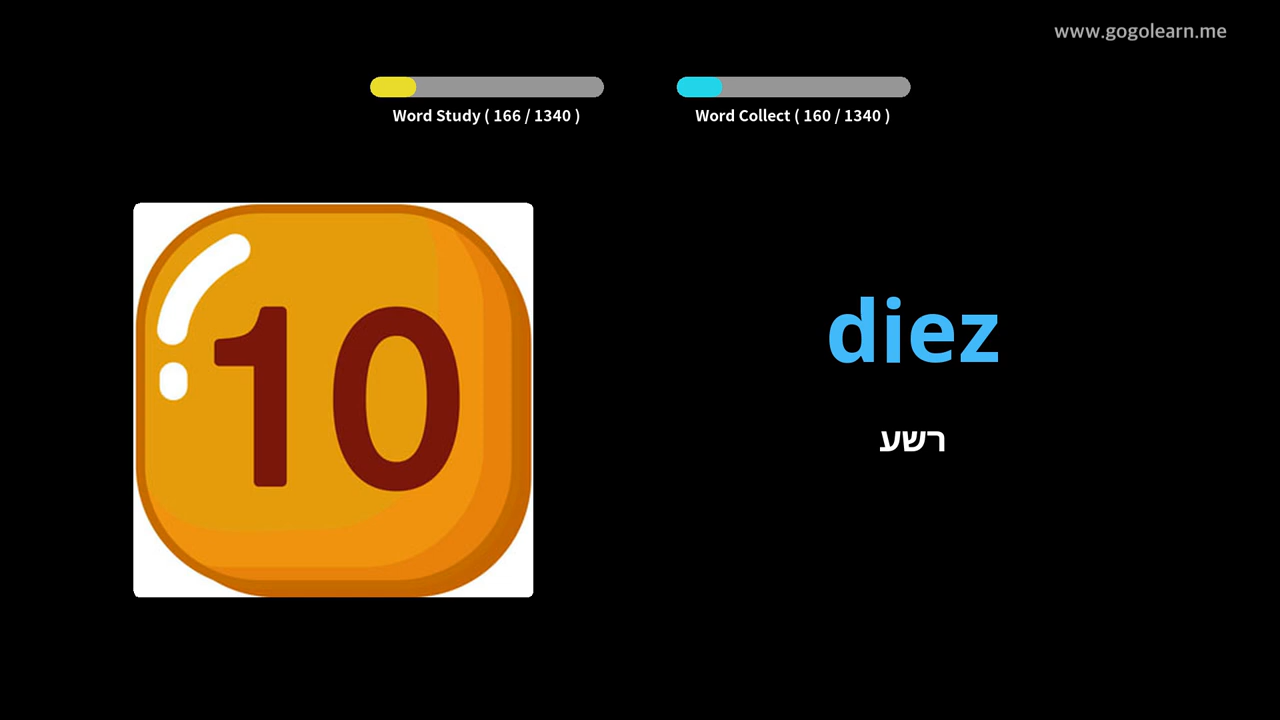 www.gogolearn.me
Word Study ( 166 / 1340 )
Word Collect ( 160 / 1340 )
10
diez
רשע